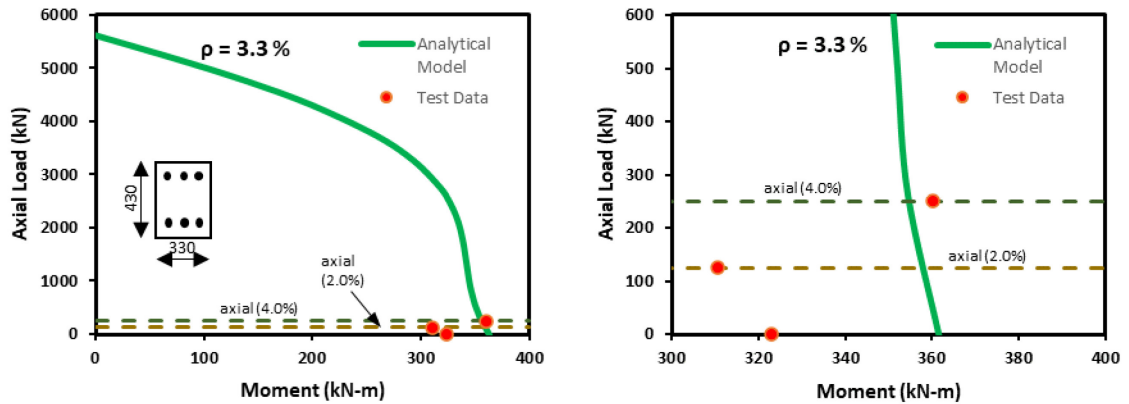 6000
5000
4000
3000
2000
1000
0
Axial Load (kN)
ρ = 3.3 %
Analytical
Model
Test Data
430
330
axial
(2.0%)
axial (4.0%)
0
100
200
300
400
Moment (kN-m)
600
500
400
300
200
100
0
Axial Load (kN)
ρ = 3.3 %
Analytical
Model
Test Data
axial (4.0%)
axial (2.0%)
300
320
340
360
380
400
Moment (kN-m)